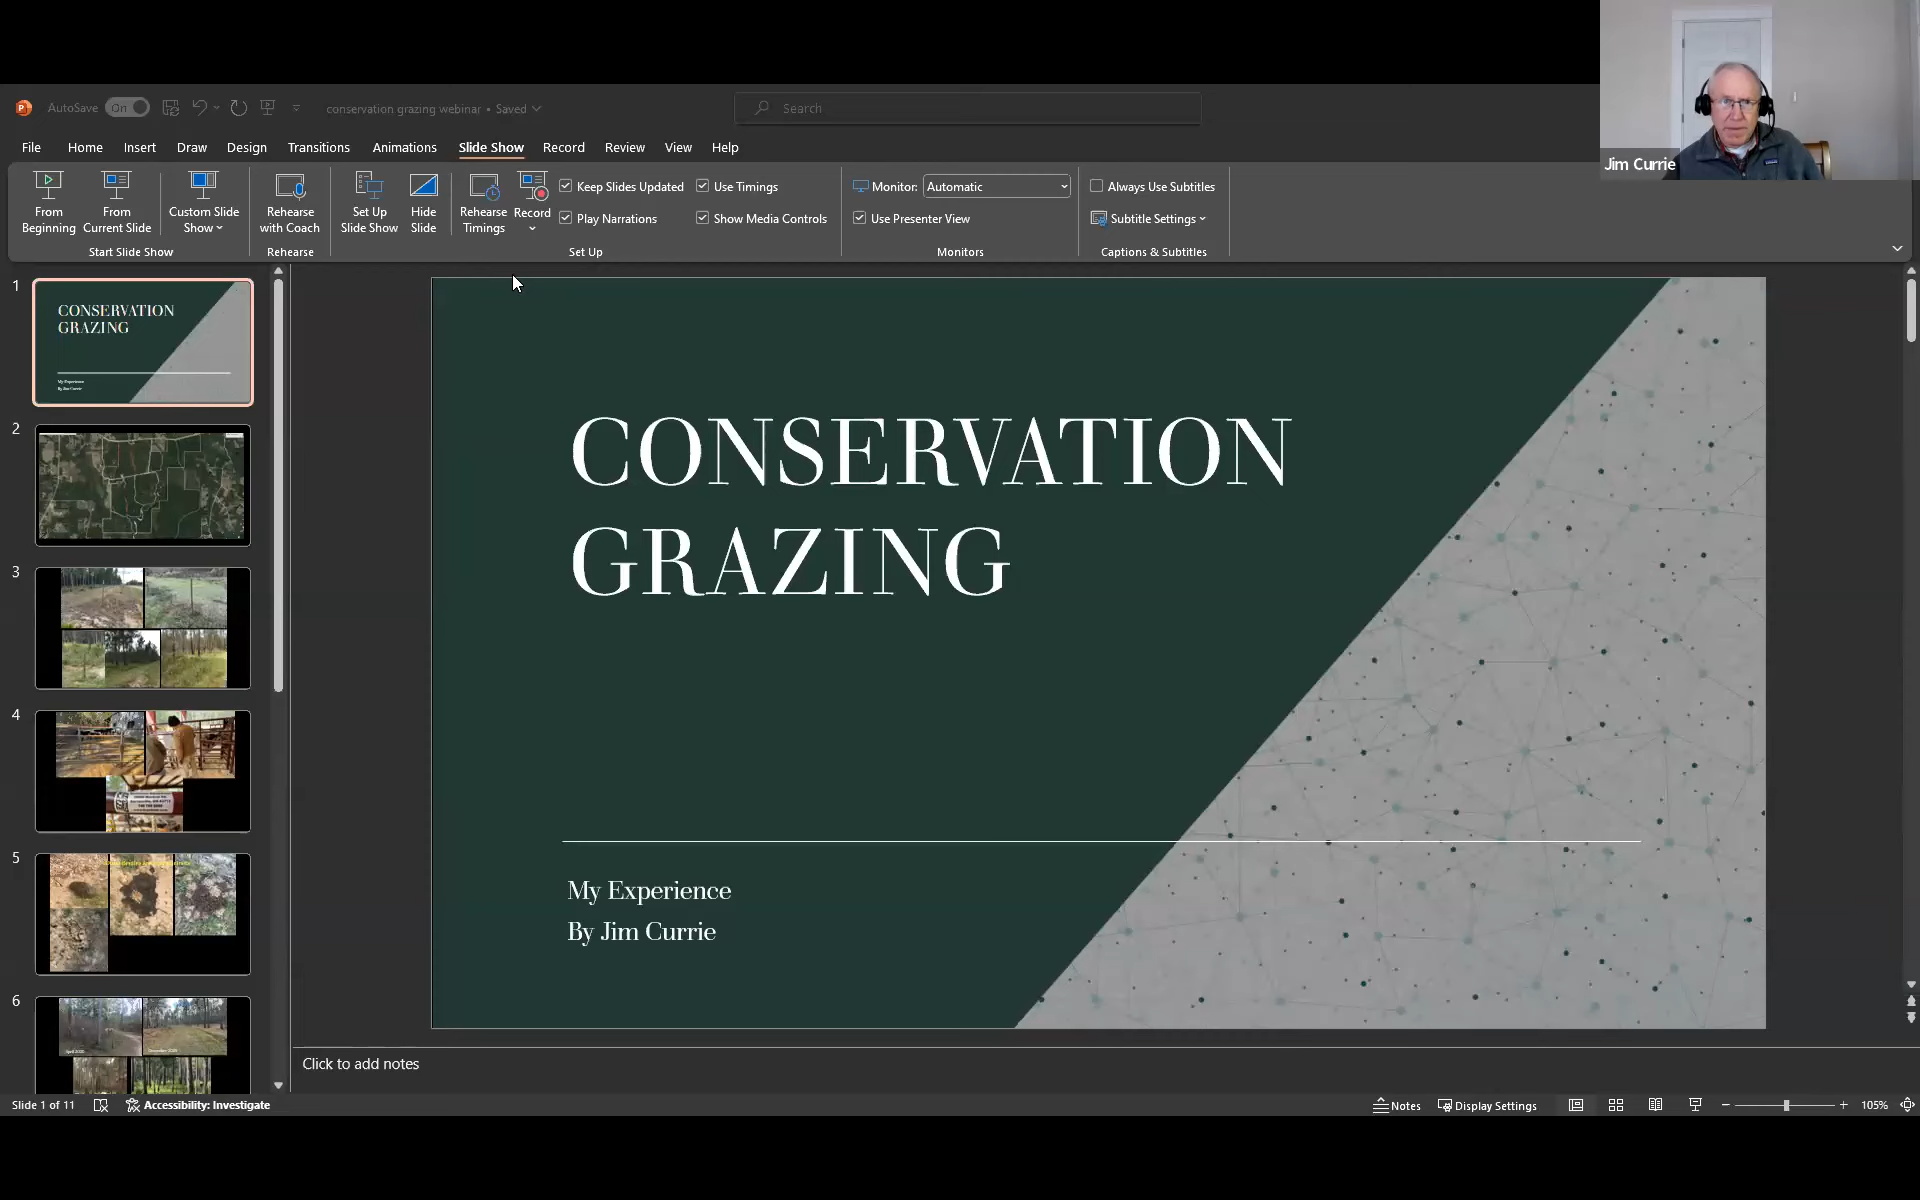 AutoSave On
conservation grazing webinar • Saved
Search
Jim Currie
File Home Insert Draw Design Transitions Animations Slide Show Record Review View Help
From Beginning
From Current Slide
Custom Slide Show
Rehearse with Coach
Set Up Slide Show
Hide Slide
Rehearse Timings
Record
Keep Slides Updated
Use Timings
Play Narrations
Show Media Controls
Monitor: Automatic
Use Presenter View
Always Use Subtitles
Subtitle Settings
Start Slide Show
Rehearse
Set Up
Monitors
Captions & Subtitles
1
CONSERVATION
GRAZING
My Experience
By Jim Currie
2
3
4
5
6
CONSERVATION
GRAZING
My Experience
By Jim Currie
Click to add notes
Slide 1 of 11
Accessibility: Investigate
Notes
Display Settings
105%